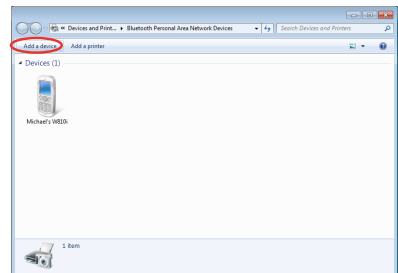 « Devices and Print... ▸ Bluetooth Personal Area Network Devices
Search Devices and Printers
Add a device Add a printer
Devices (1)
Michael's W810i
1 item